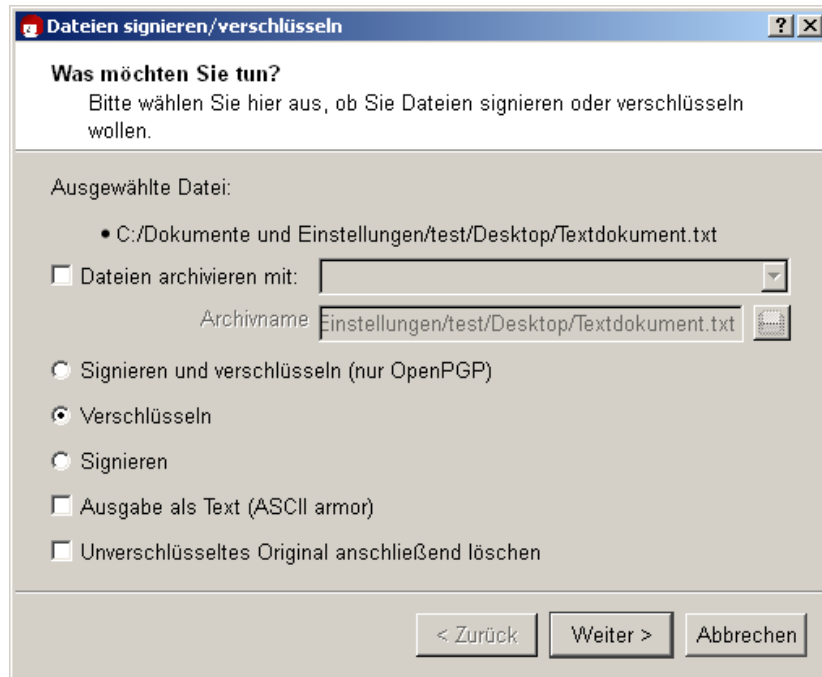 Dateien signieren/verschlüsseln
Was möchten Sie tun?
Bitte wählen Sie hier aus, ob Sie Dateien signieren oder verschlüsseln
wollen.
Ausgewählte Datei:
• C:/Dokumente und Einstellungen/test/Desktop/Textdokument.txt
Dateien archivieren mit:
Archivname Einstellungen/test/Desktop/Textdokument.txt ...
Signieren und verschlüsseln (nur OpenPGP)
Verschlüsseln
Signieren
Ausgabe als Text (ASCII armor)
Unverschlüsseltes Original anschließend löschen
< Zurück Weiter > Abbrechen